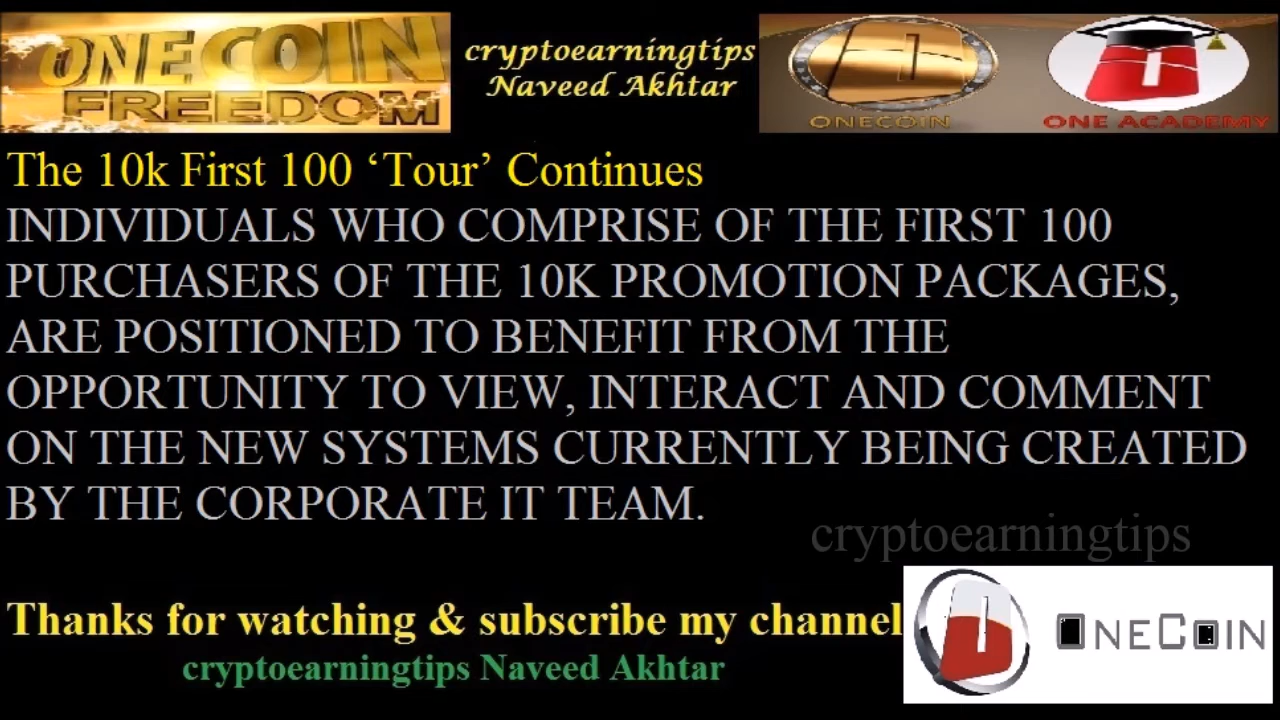 ONE COIN
FREEDOM
cryptoearningtips
Naveed Akhtar
ONECOIN
ONE ACADEMY
The 10k First 100 ‘Tour’ Continues
INDIVIDUALS WHO COMPRISE OF THE FIRST 100
PURCHASERS OF THE 10K PROMOTION PACKAGES,
ARE POSITIONED TO BENEFIT FROM THE
OPPORTUNITY TO VIEW, INTERACT AND COMMENT
ON THE NEW SYSTEMS CURRENTLY BEING CREATED
BY THE CORPORATE IT TEAM.
cryptoearningtips
Thanks for watching & subscribe my channel
cryptoearningtips Naveed Akhtar
ONECOIN